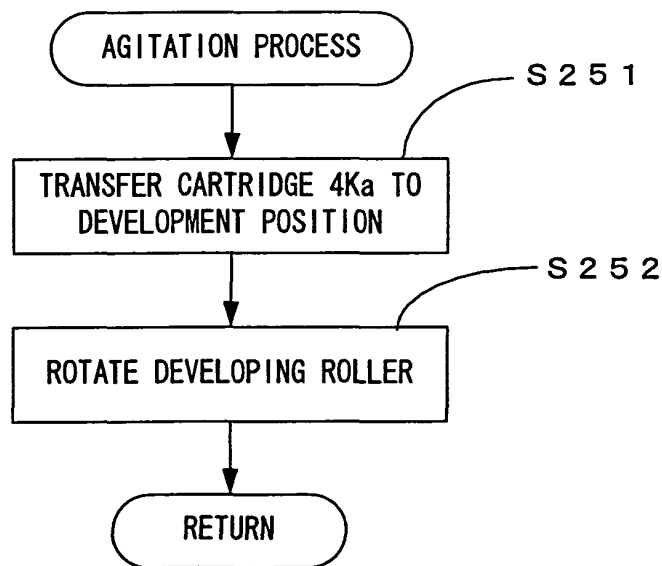 AGITATION PROCESS
S251
TRANSFER CARTRIDGE 4Ka TO
DEVELOPMENT POSITION
S252
ROTATE DEVELOPING ROLLER
RETURN